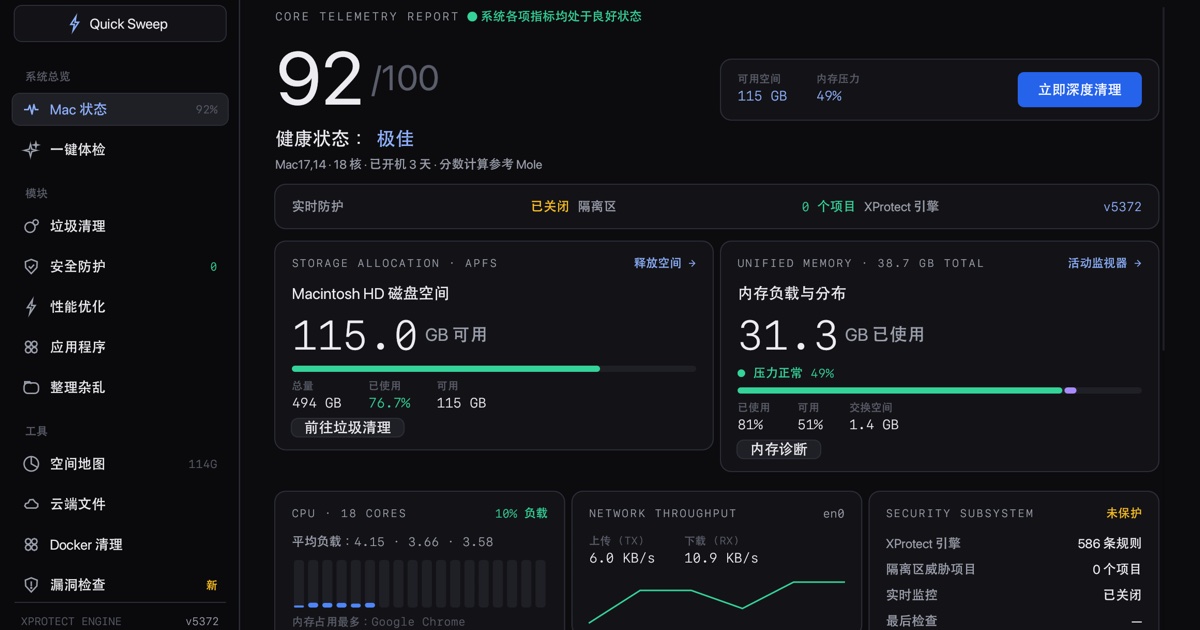 Quick Sweep
系统总览
Mac 状态 92%
一键体检
模块
垃圾清理
安全防护 0
性能优化
应用程序
整理杂乱
工具
空间地图 114G
云端文件
Docker 清理
漏洞检查 新
XPROTECT ENGINE v5372
CORE TELEMETRY REPORT 系统各项指标均处于良好状态
92 /100
健康状态： 极佳
Mac17,14 · 18 核 · 已开机 3 天 · 分数计算参考 Mole
可用空间 内存压力
115 GB 49%
立即深度清理
实时防护 已关闭 隔离区 0 个项目 XProtect 引擎 v5372
STORAGE ALLOCATION · APFS 释放空间 →
Macintosh HD 磁盘空间
115.0 GB 可用
总量 已使用 可用
494 GB 76.7% 115 GB
前往垃圾清理
UNIFIED MEMORY · 38.7 GB TOTAL 活动监视器 →
内存负载与分布
31.3 GB 已使用
压力正常 49%
已使用 可用 交换空间
81% 51% 1.4 GB
内存诊断
CPU · 18 CORES 10% 负载
平均负载：4.15 · 3.66 · 3.58
内存占用最多：Google Chrome
NETWORK THROUGHPUT en0
上传 (TX) 下载 (RX)
6.0 KB/s 10.9 KB/s
SECURITY SUBSYSTEM 未保护
XProtect 引擎 586 条规则
隔离区威胁项目 0 个项目
实时监控 已关闭
最后检查 —